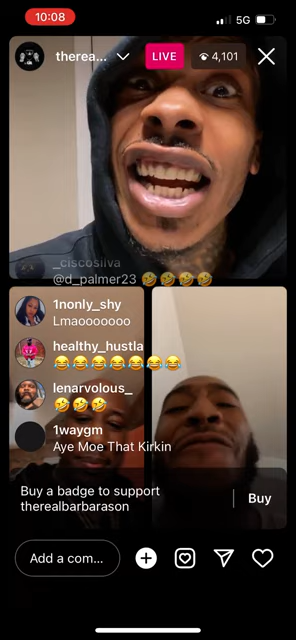 10:08
5G
therea...
LIVE
4,101
_ciscosilva
@d_palmer23 🤣🤣🤣🤣
1nonly_shy
Lmaooooooo
healthy_hustla
😂😂😂😂😂😂😂
lenarvolous_
🤣🤣🤣
1waygm
Aye Moe That Kirkin
Buy a badge to support
therealbarbarason
Buy
Add a com...